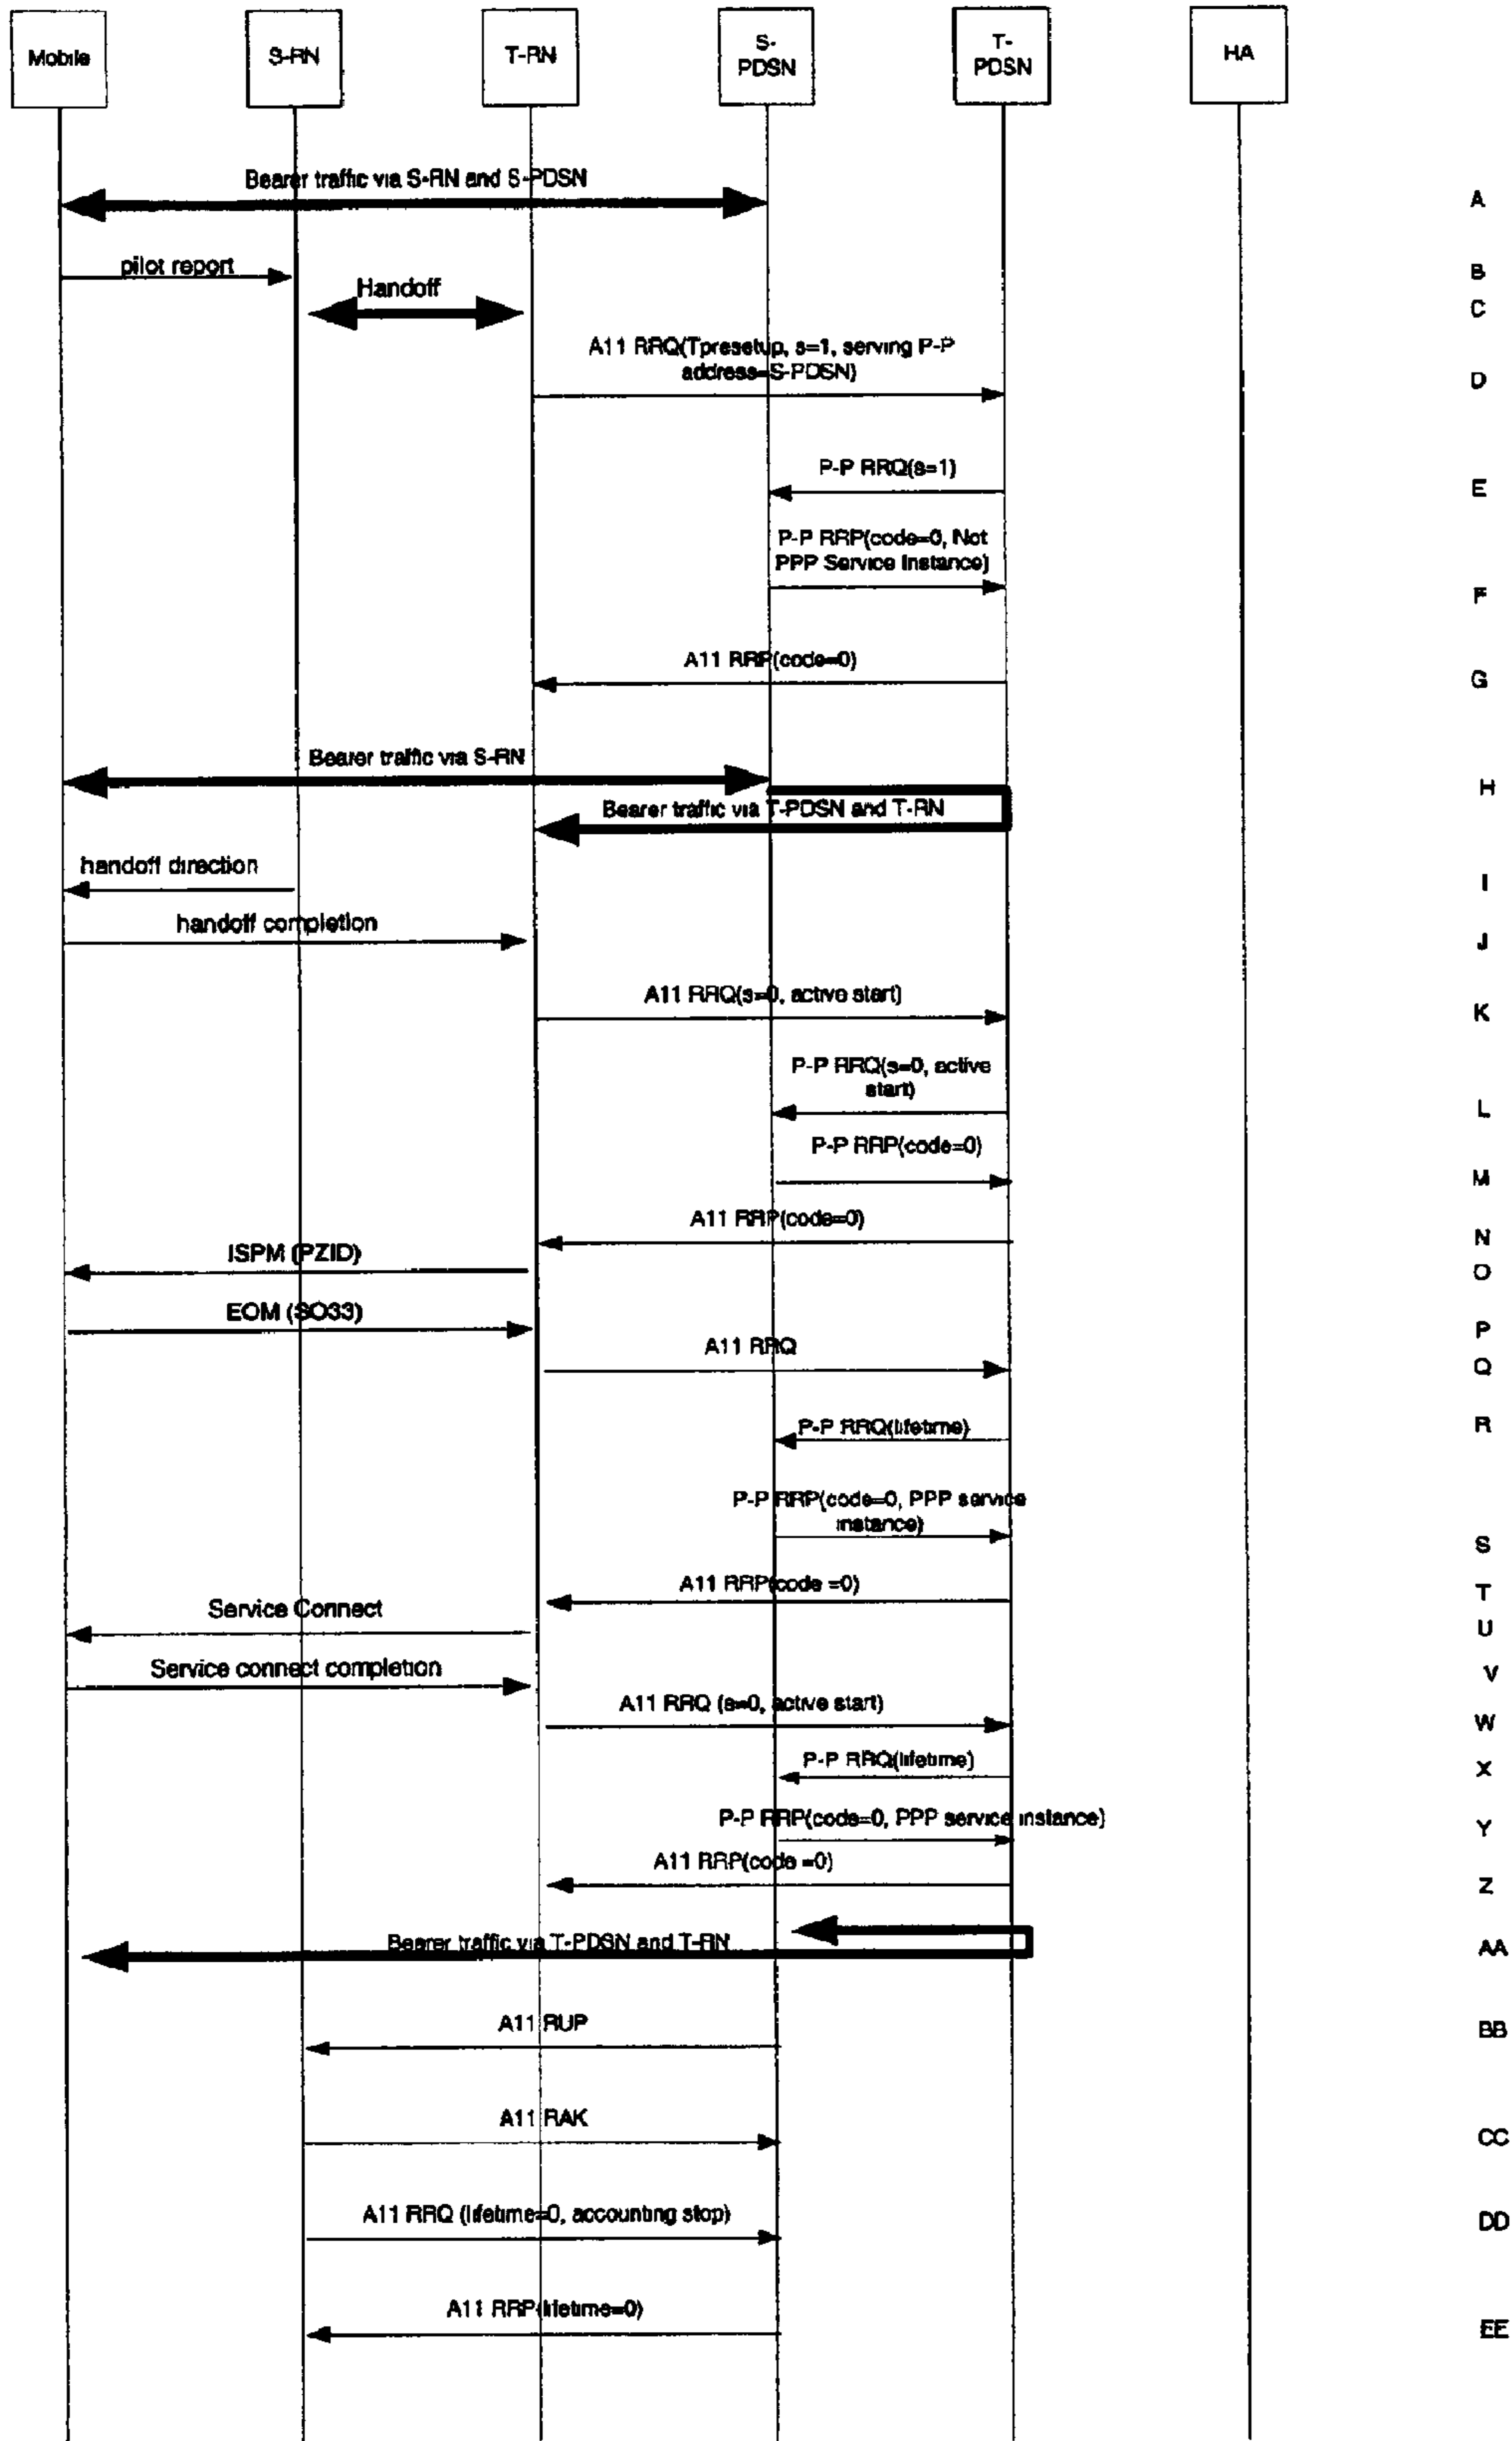 Mobile
S-RN
T-RN
S-
PDSN
T-
PDSN
HA
Bearer traffic via S-RN and S-PDSN
A
pilot report
B
Handoff
C
A11 RRQ(Tpresetup, s=1, serving P-P
address=S-PDSN)
D
P-P RRQ(s=1)
E
P-P RRP(code=0, Not
PPP Service Instance)
F
A11 RRP(code=0)
G
Bearer traffic via S-RN
H
Bearer traffic via T-PDSN and T-RN
handoff direction
I
handoff completion
J
A11 RRQ(s=0, active start)
K
P-P RRQ(s=0, active
start)
L
P-P RRP(code=0)
M
A11 RRP(code=0)
N
ISPM (PZID)
O
EOM (SO33)
P
A11 RRQ
Q
P-P RRQ(lifetime)
R
P-P RRP(code=0, PPP service
instance)
S
A11 RRP(code =0)
T
Service Connect
U
Service connect completion
V
A11 RRQ (s=0, active start)
W
P-P RRQ(lifetime)
X
P-P RRP(code=0, PPP service instance)
Y
A11 RRP(code =0)
Z
Bearer traffic via T-PDSN and T-RN
AA
A11 RUP
BB
A11 RAK
CC
A11 RRQ (lifetime=0, accounting stop)
DD
A11 RRP(lifetime=0)
EE